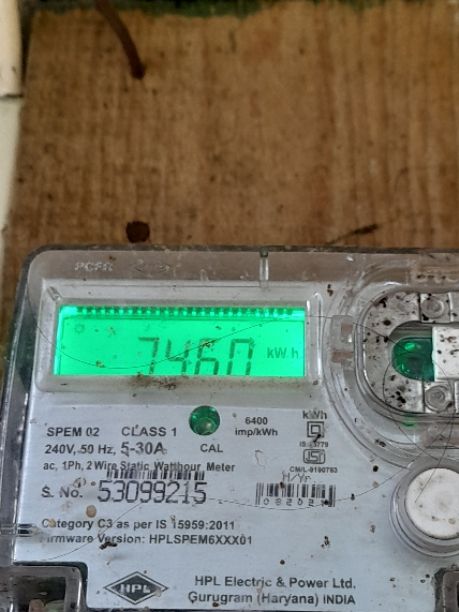 7460 kW h
SPEM 02 CLASS 1
6400 imp/kWh
kWh
240V, 50 Hz, 5-30A CAL
ac, 1Ph, 2 Wire Static Watthour Meter
S. No. 53099215
M/Yr
Category C3 as per IS 15959:2011
Firmware Version: HPLSPEM6XXX01
HPL
HPL Electric & Power Ltd.
Gurugram (Haryana) INDIA